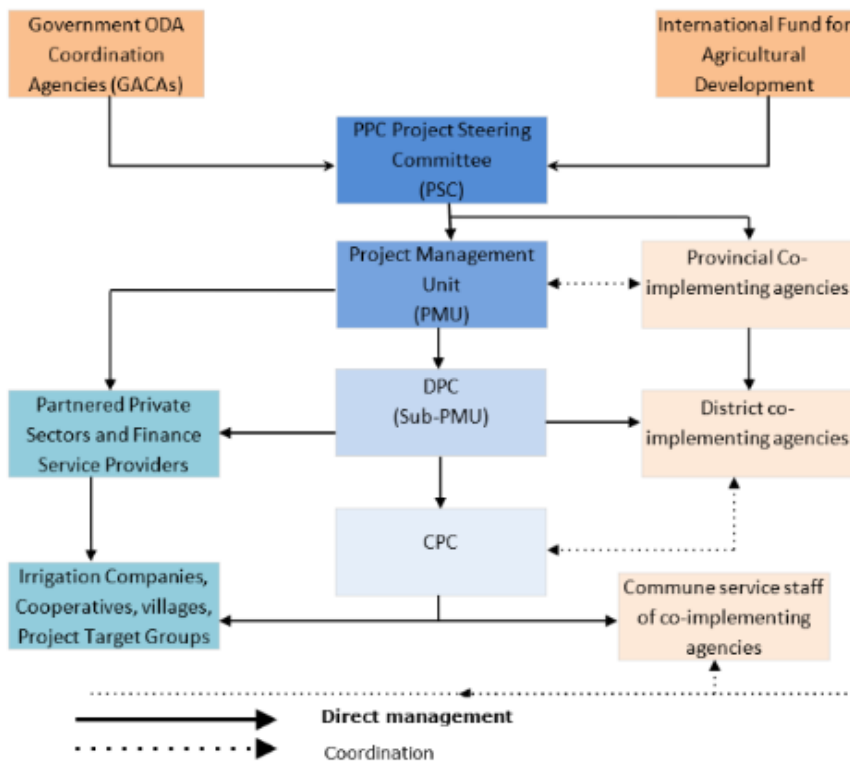 Government ODA
Coordination
Agencies (GACAs)
International Fund for
Agricultural
Development
PPC Project Steering
Committee
(PSC)
Project Management
Unit
(PMU)
Provincial Co-
implementing agencies
DPC
(Sub-PMU)
Partnered Private
Sectors and Finance
Service Providers
District co-
implementing agencies
CPC
Irrigation Companies,
Cooperatives, villages,
Project Target Groups
Commune service staff
of co-implementing
agencies
Direct management
Coordination